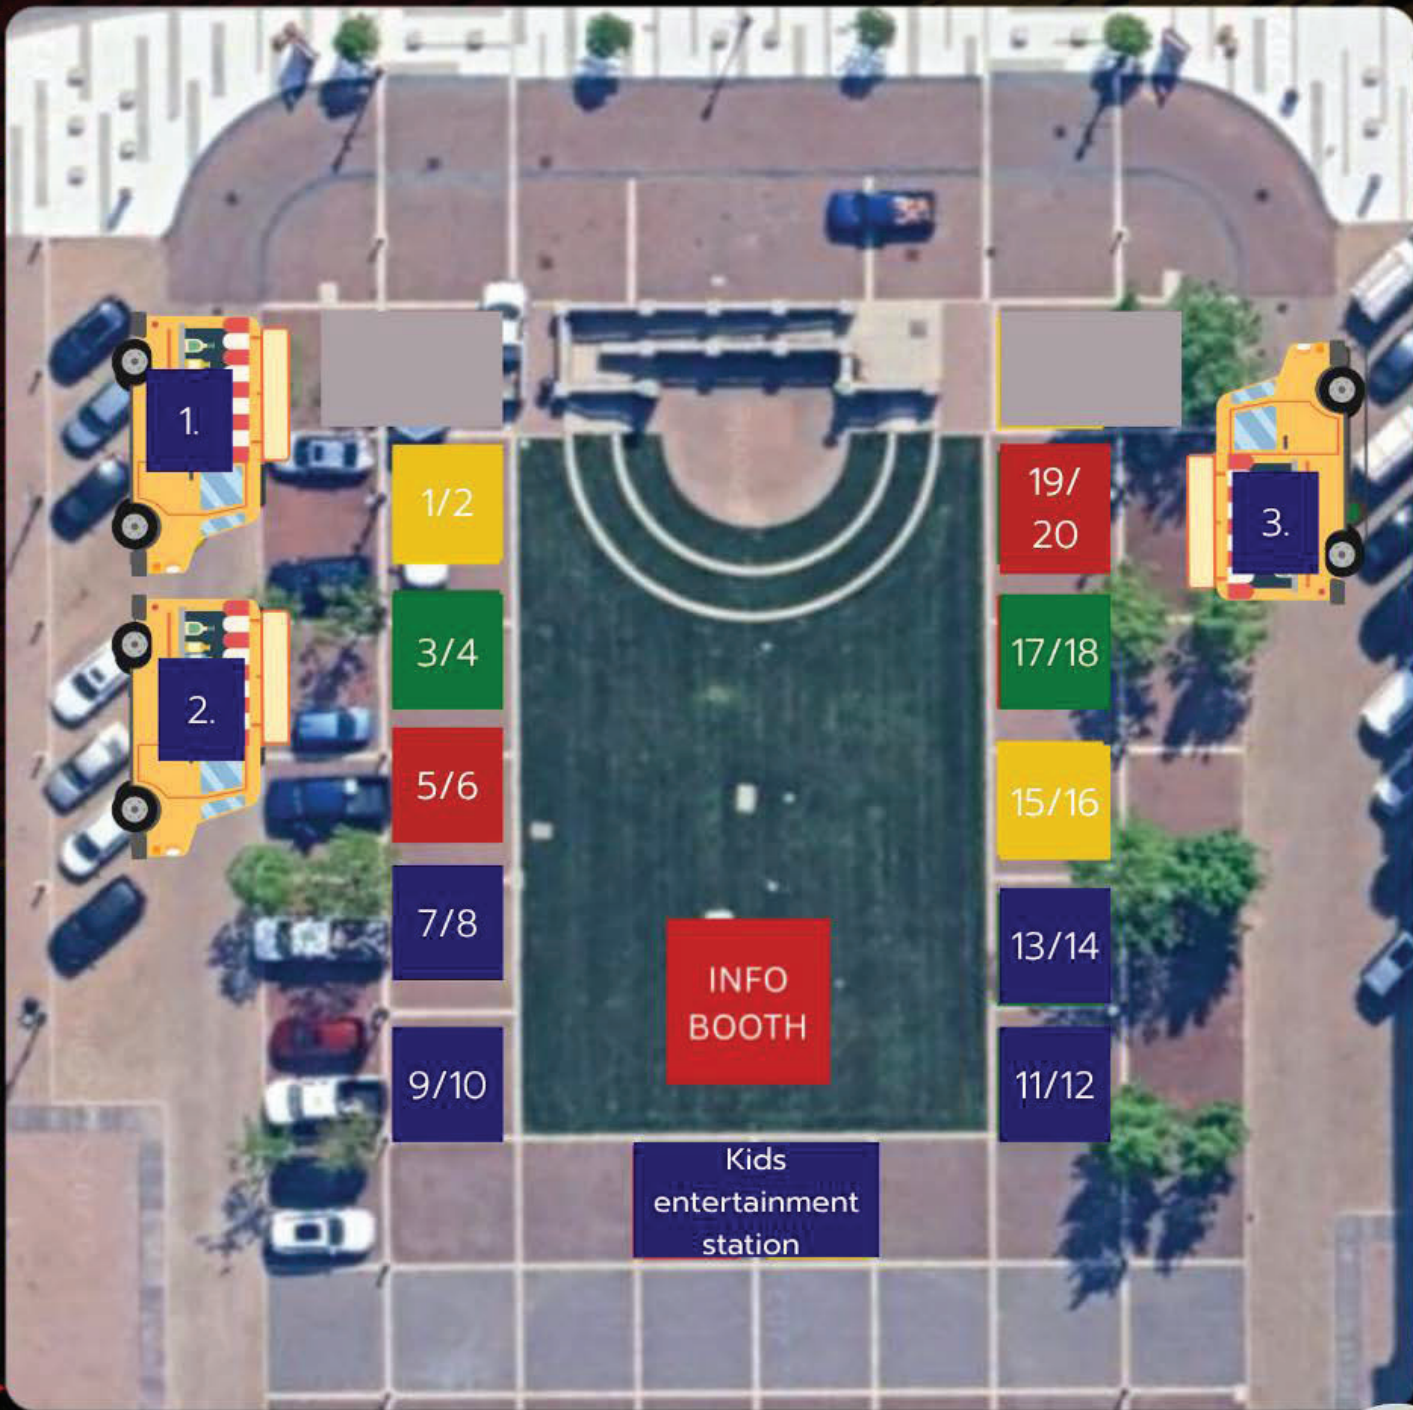 1.
2.
3.
1/2
3/4
5/6
7/8
9/10
19/
20
17/18
15/16
13/14
11/12
INFO
BOOTH
Kids
entertainment
station